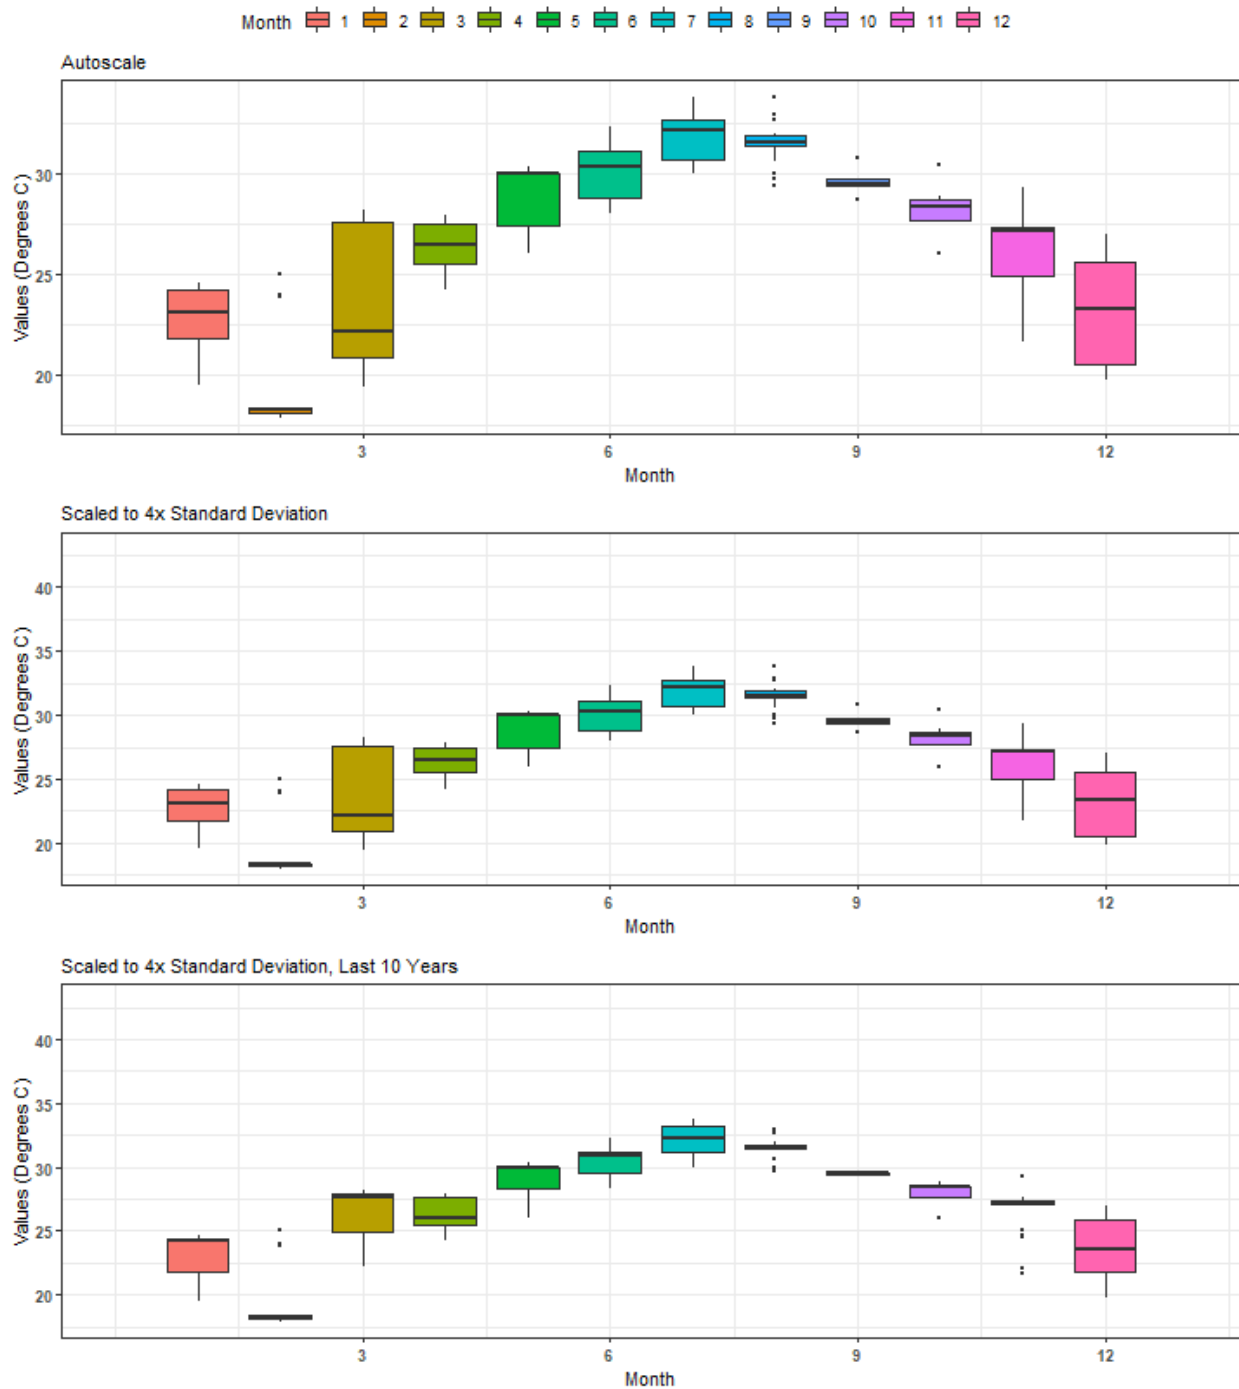 Month 1 2 3 4 5 6 7 8 9 10 11 12
Autoscale
Values (Degrees C)
30
25
20
3 6 9 12
Month
Scaled to 4x Standard Deviation
Values (Degrees C)
40
35
30
25
20
3 6 9 12
Month
Scaled to 4x Standard Deviation, Last 10 Years
Values (Degrees C)
40
35
30
25
20
3 6 9 12
Month